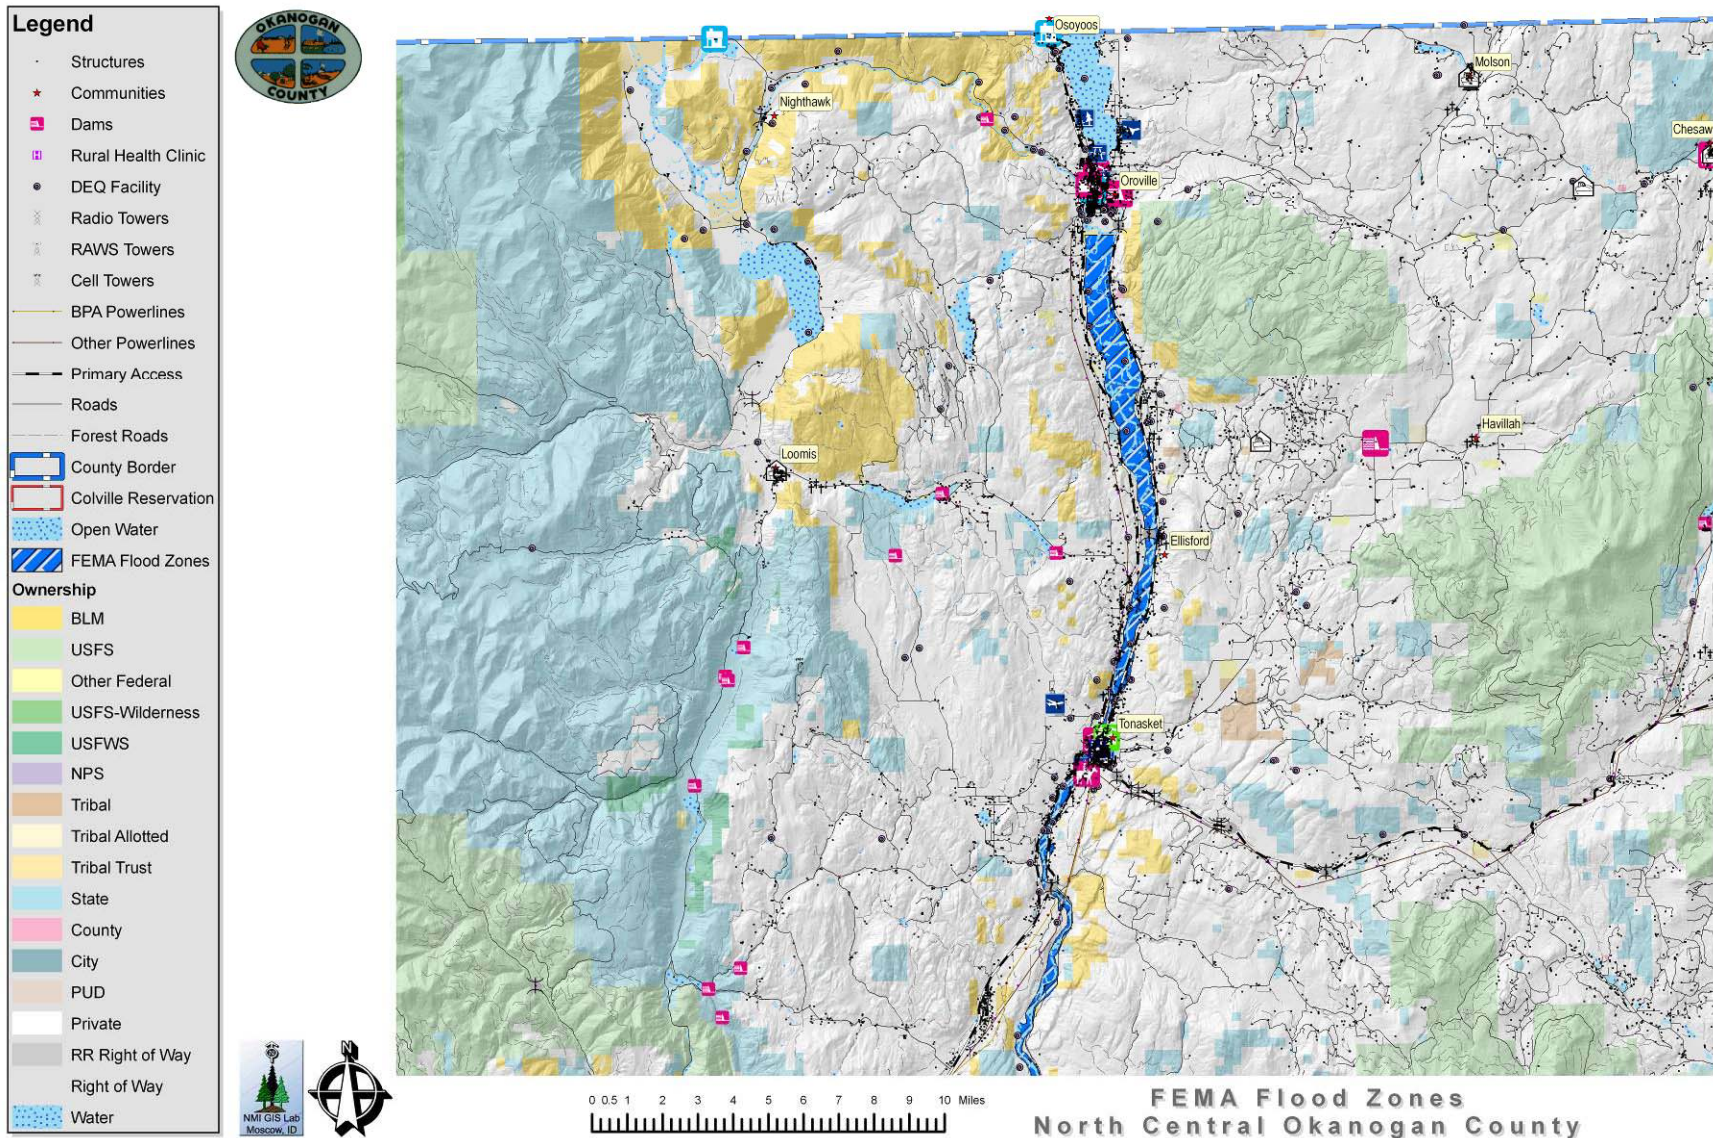 Legend
Structures
Communities
Dams
Rural Health Clinic
DEQ Facility
Radio Towers
RAWS Towers
Cell Towers
BPA Powerlines
Other Powerlines
Primary Access
Roads
Forest Roads
County Border
Colville Reservation
Open Water
FEMA Flood Zones
Ownership
BLM
USFS
Other Federal
USFS-Wilderness
USFWS
NPS
Tribal
Tribal Allotted
Tribal Trust
State
County
City
PUD
Private
RR Right of Way
Right of Way
Water
OKANOGAN
COUNTY
Osoyoos
Molson
Nighthawk
Chesaw
Oroville
Havillah
Loomis
Ellisford
Tonasket
NMI GIS Lab
Moscow, ID
N
0 0.5 1 2 3 4 5 6 7 8 9 10 Miles
FEMA Flood Zones
North Central Okanogan County